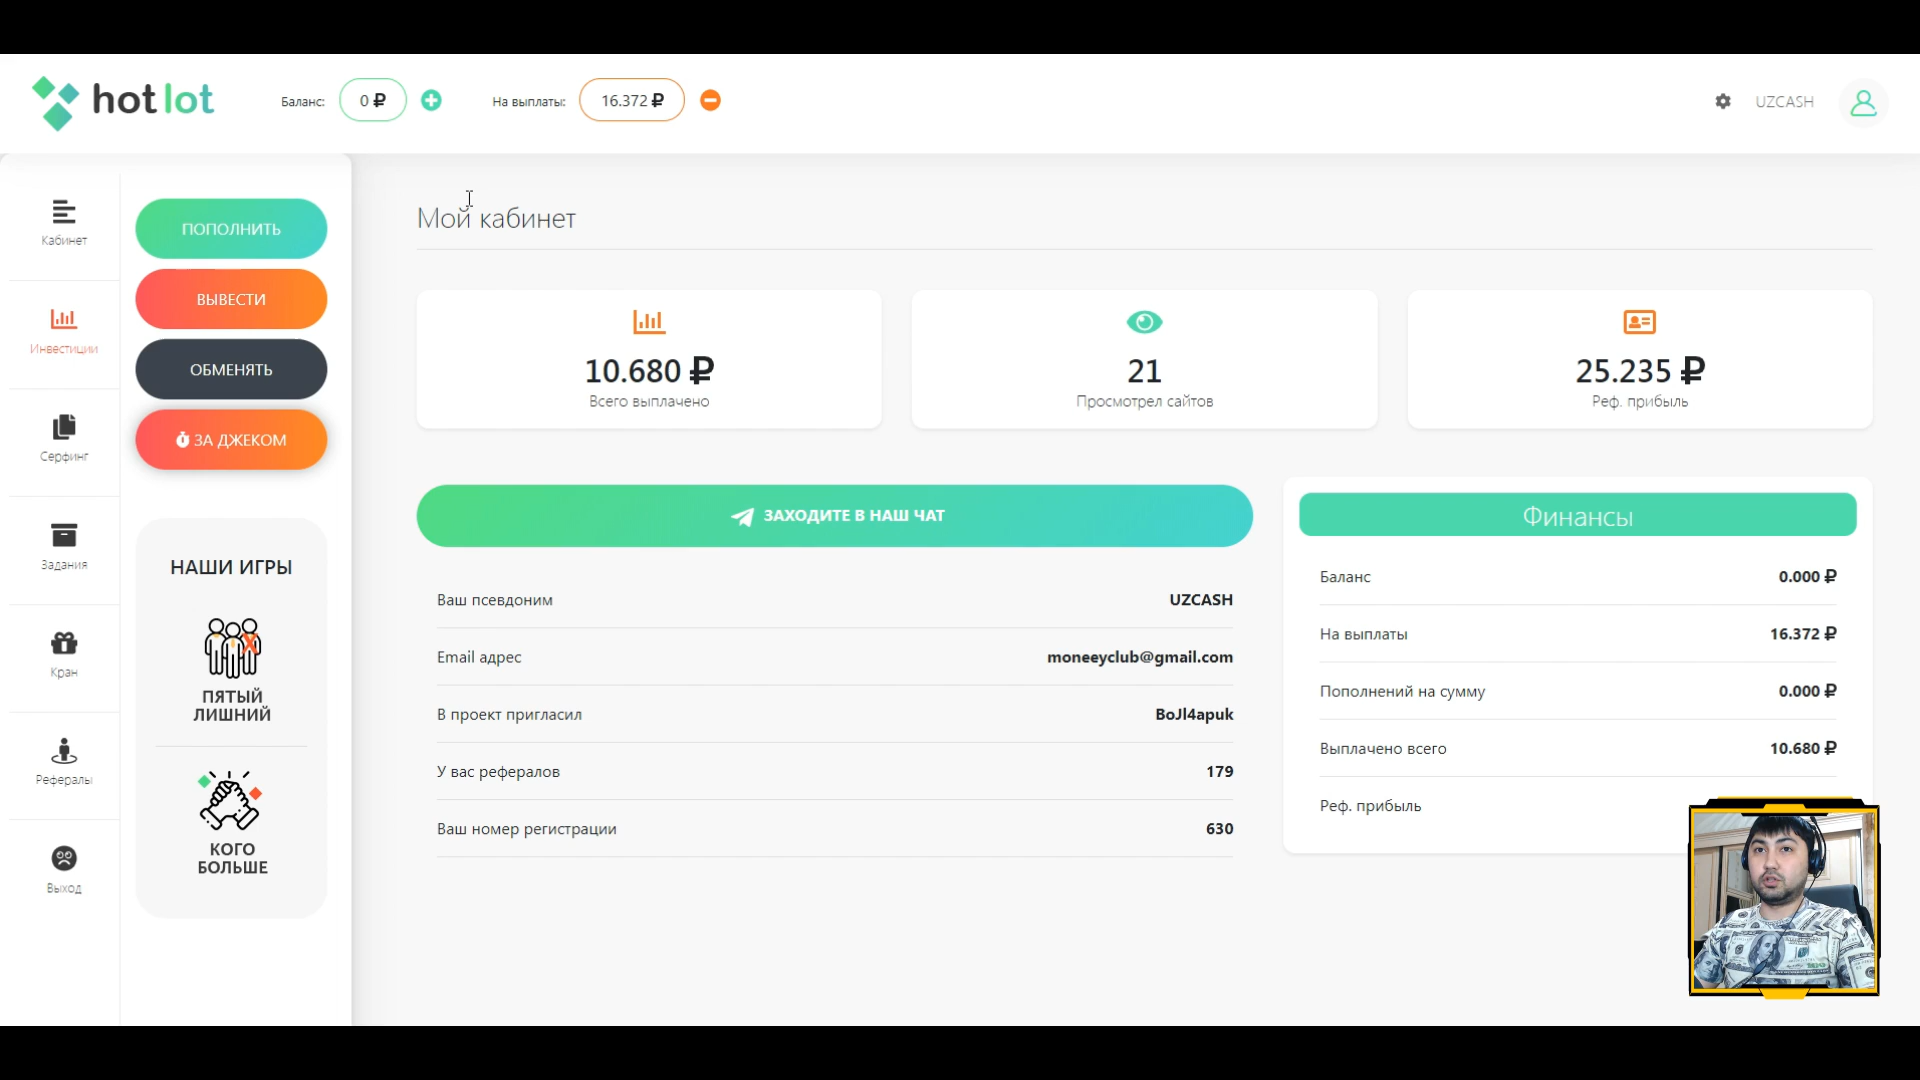 hotlot
Баланс: 0 ₽
На выплаты: 16.372 ₽
UZCASH
Кабинет
Инвестиции
Серфинг
Задания
Кран
Рефералы
Выход
ПОПОЛНИТЬ
ВЫВЕСТИ
ОБМЕНЯТЬ
ЗА ДЖЕКОМ
НАШИ ИГРЫ
ПЯТЫЙ
ЛИШНИЙ
КОГО
БОЛЬШЕ
Мой кабинет
10.680 ₽
Всего выплачено
21
Просмотрел сайтов
25.235 ₽
Реф. прибыль
ЗАХОДИТЕ В НАШ ЧАТ
Ваш псевдоним UZCASH
Email адрес moneeyclub@gmail.com
В проект пригласил BoJl4apuk
У вас рефералов 179
Ваш номер регистрации 630
Финансы
Баланс 0.000 ₽
На выплаты 16.372 ₽
Пополнений на сумму 0.000 ₽
Выплачено всего 10.680 ₽
Реф. прибыль